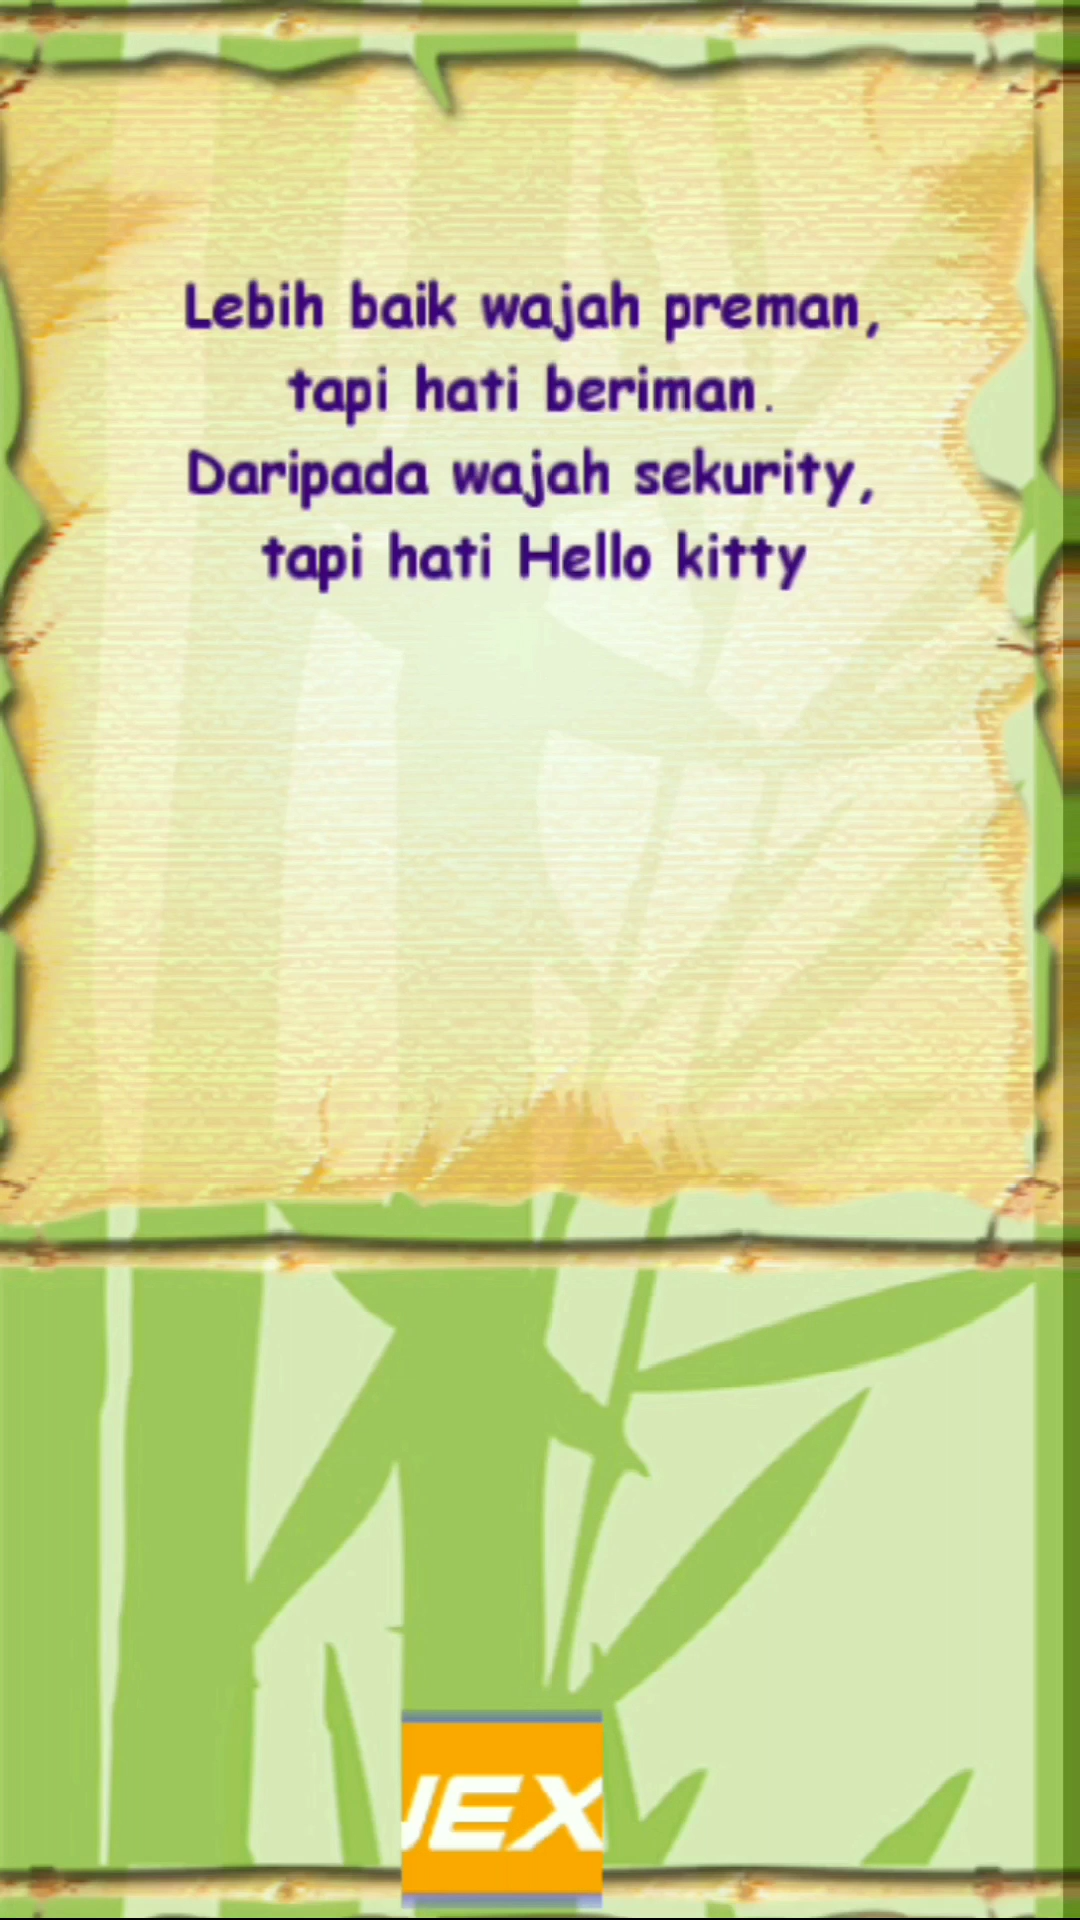 Lebih baik wajah preman,
tapi hati beriman.
Daripada wajah sekurity,
tapi hati Hello kitty